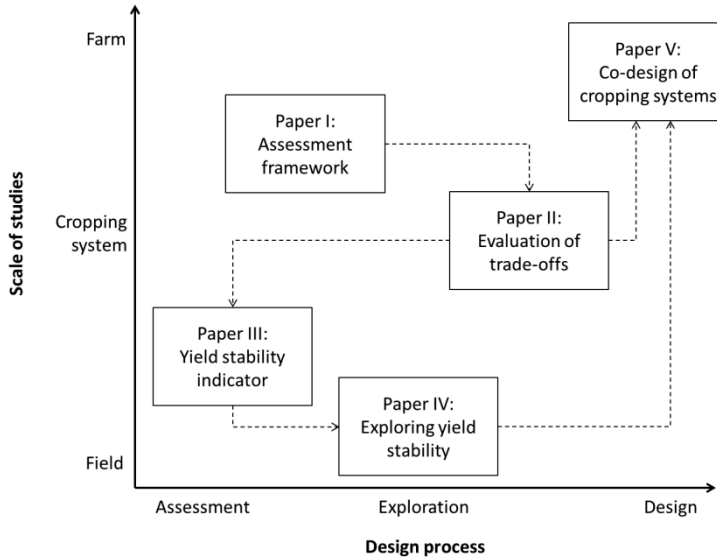 Farm
Paper V:
Co-design of
cropping systems
Paper I:
Assessment
framework
Scale of studies
Cropping
system
Paper II:
Evaluation of
trade-offs
Paper III:
Yield stability
indicator
Paper IV:
Exploring yield
stability
Field
Assessment
Exploration
Design
Design process